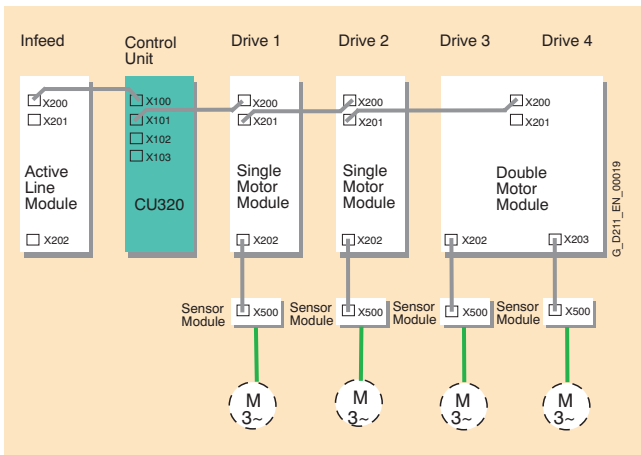 Infeed
Control
Unit
Drive 1
Drive 2
Drive 3
Drive 4
X200
X201
Active
Line
Module
X202
X100
X101
X102
X103
CU320
X200
X201
Single
Motor
Module
X202
X200
X201
Single
Motor
Module
X202
X200
X201
Double
Motor
Module
X202
X203
G_D211_EN_00019
Sensor
Module
X500
Sensor
Module
X500
Sensor
Module
X500
Sensor
Module
X500
M
3~
M
3~
M
3~
M
3~